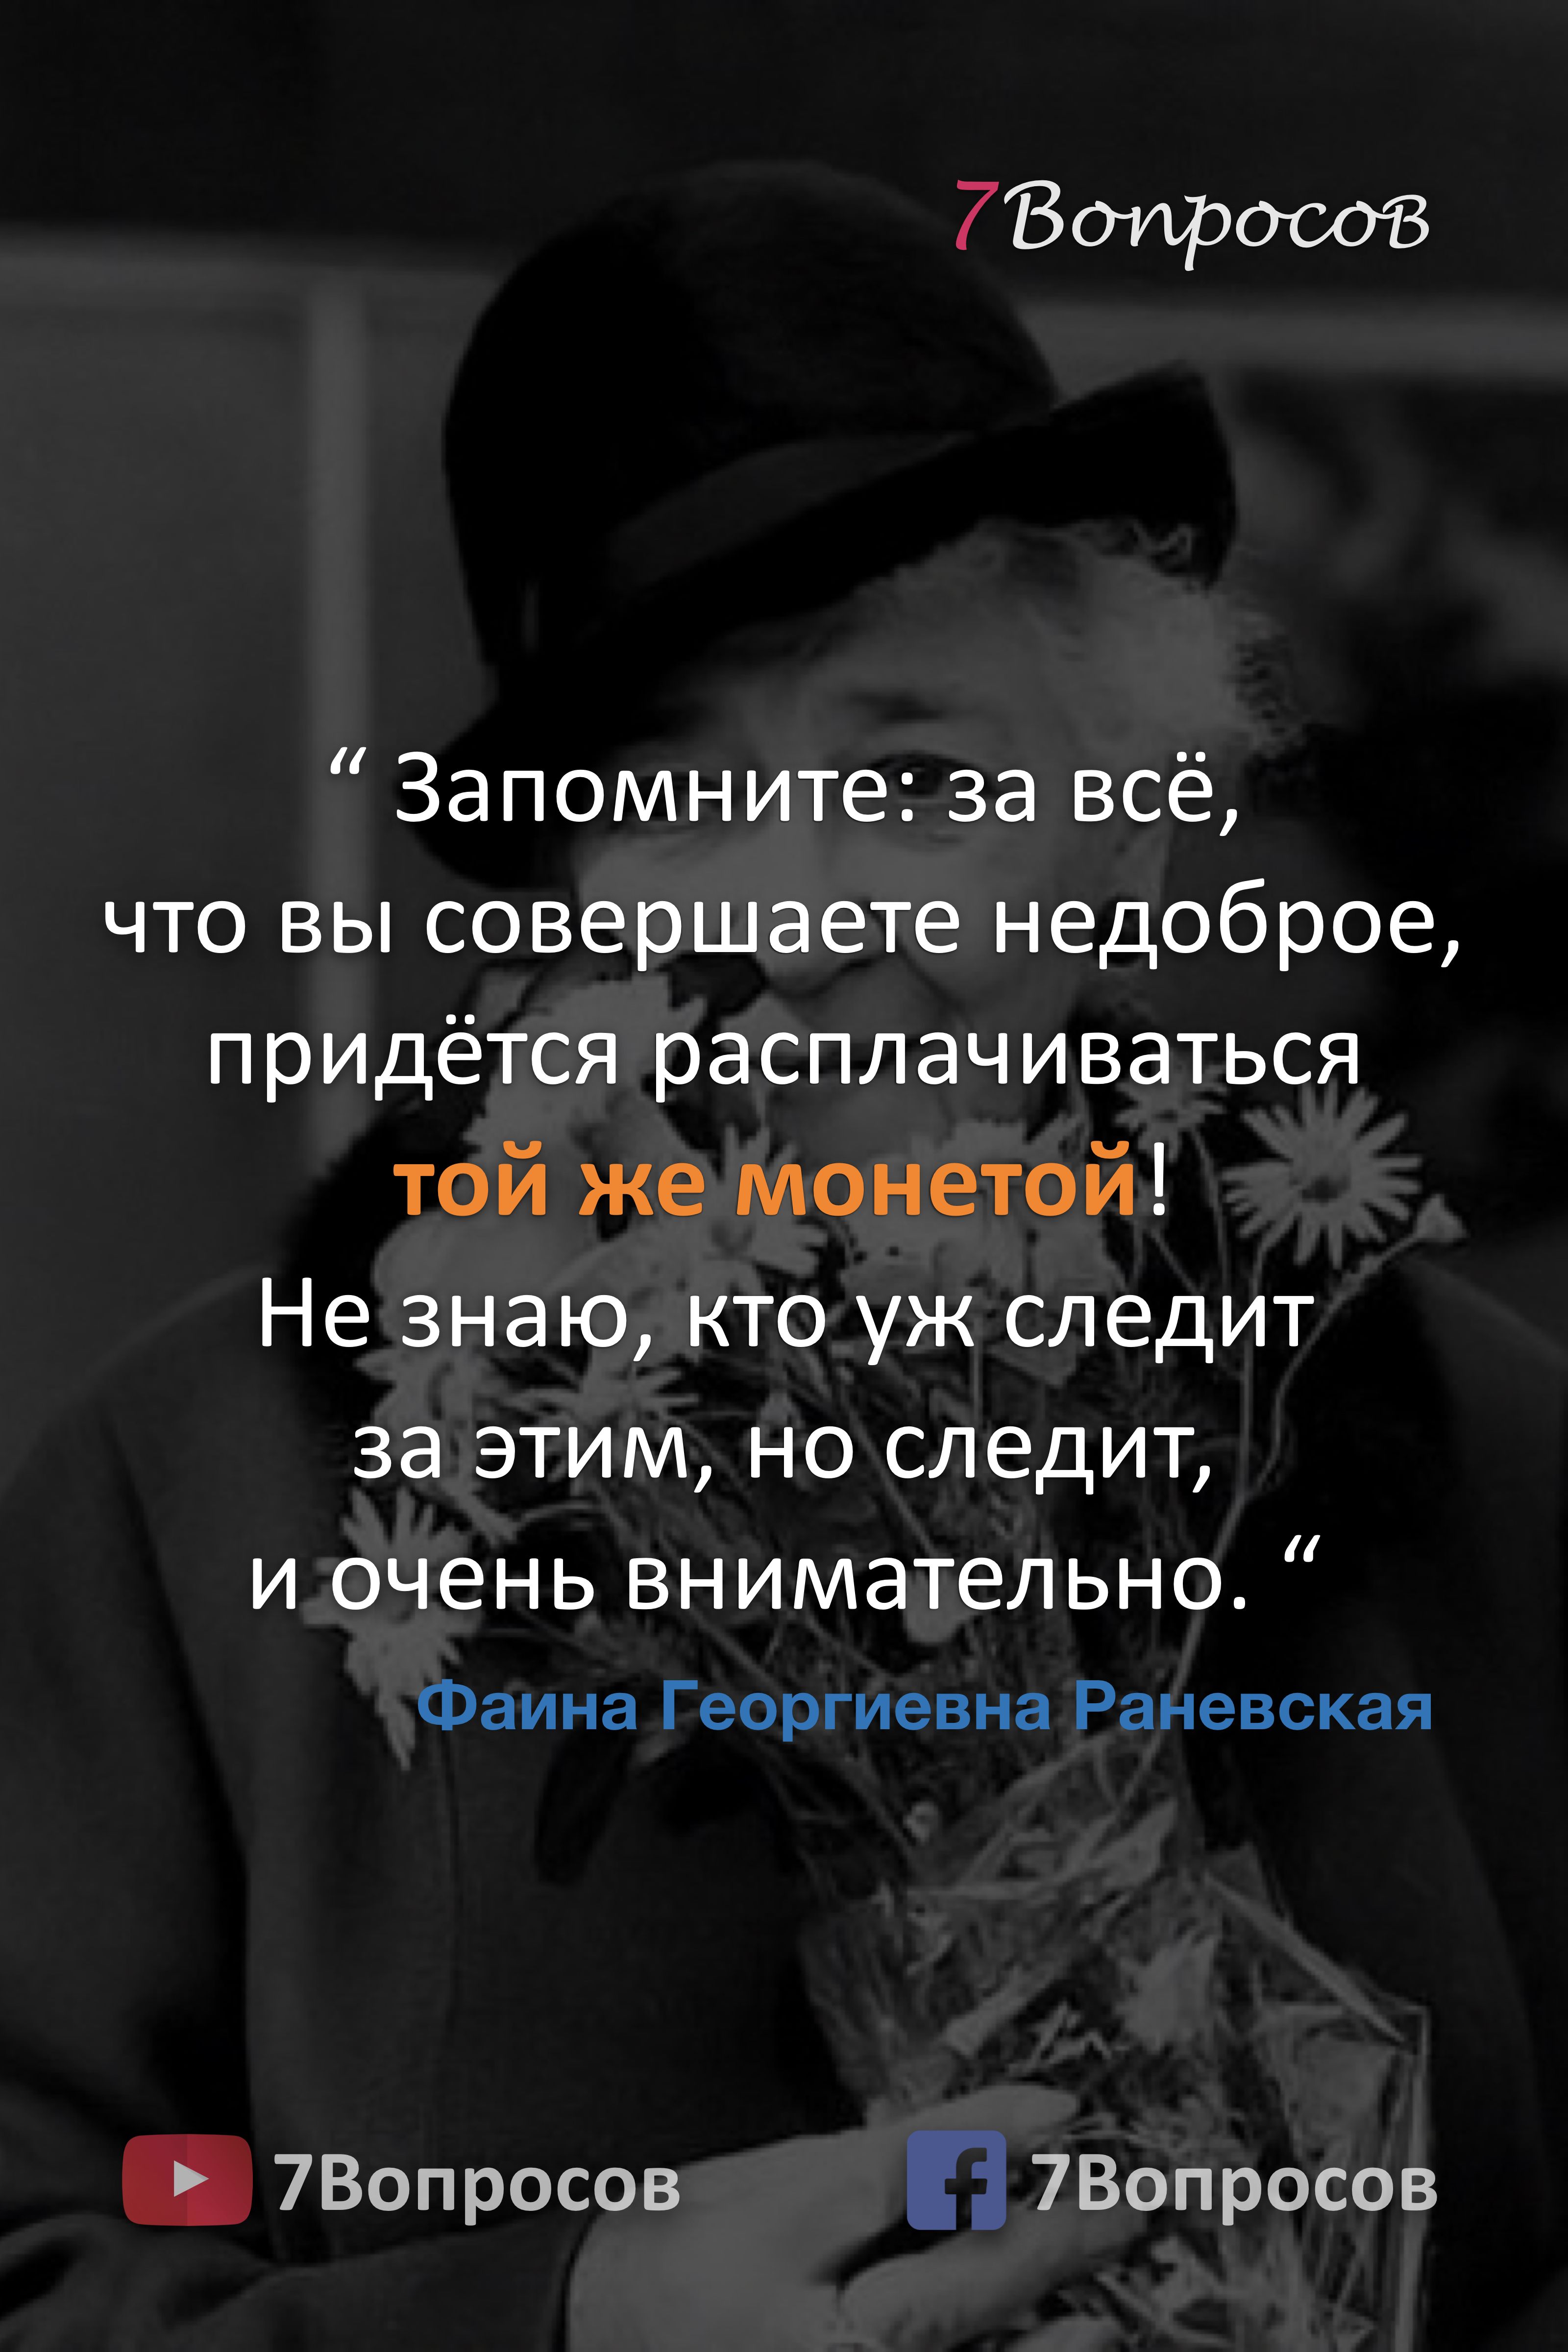 7Вопросов
“ Запомните: за всё,
что вы совершаете недоброе,
придётся расплачиваться
той же монетой!
Не знаю, кто уж следит
за этим, но следит,
и очень внимательно. “
Фаина Георгиевна Раневская
7Вопросов
7Вопросов